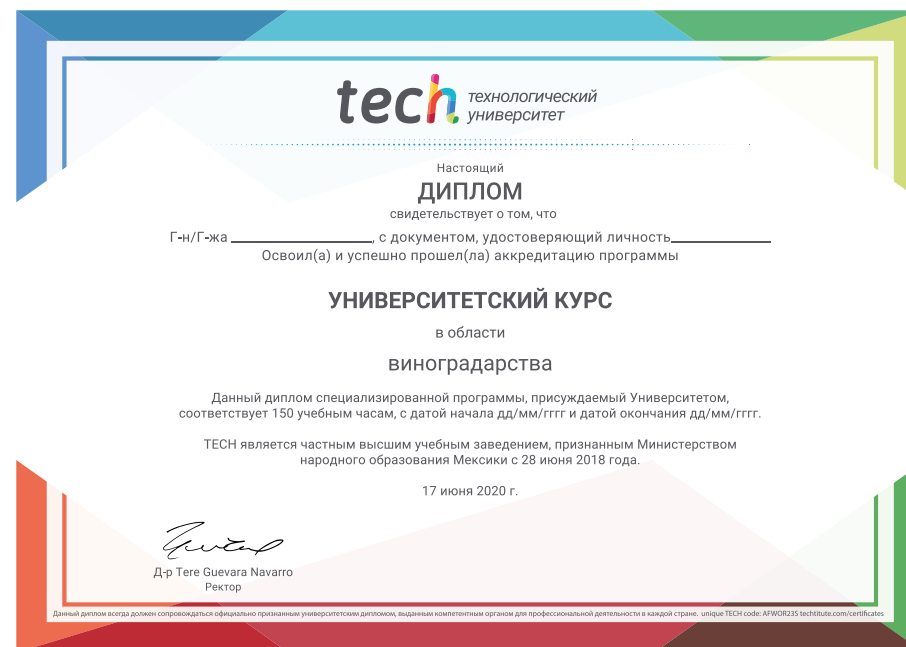 tech технологический
университет
Настоящий
ДИПЛОМ
свидетельствует о том, что
Г-н/Г-жа ____________________, с документом, удостоверяющий личность______________
Освоил(а) и успешно прошел(ла) аккредитацию программы
УНИВЕРСИТЕТСКИЙ КУРС
в области
виноградарства
Данный диплом специализированной программы, присуждаемый Университетом,
соответствует 150 учебным часам, с датой начала дд/мм/гггг и датой окончания дд/мм/гггг.
TECH является частным высшим учебным заведением, признанным Министерством
народного образования Мексики с 28 июня 2018 года.
17 июня 2020 г.
Д-р Tere Guevara Navarro
Ректор
Данный диплом всегда должен сопровождаться официально признанным университетским дипломом, выданным компетентным органом для профессиональной деятельности в каждой стране. unique TECH code: AFWOR23S techtitute.com/certificates